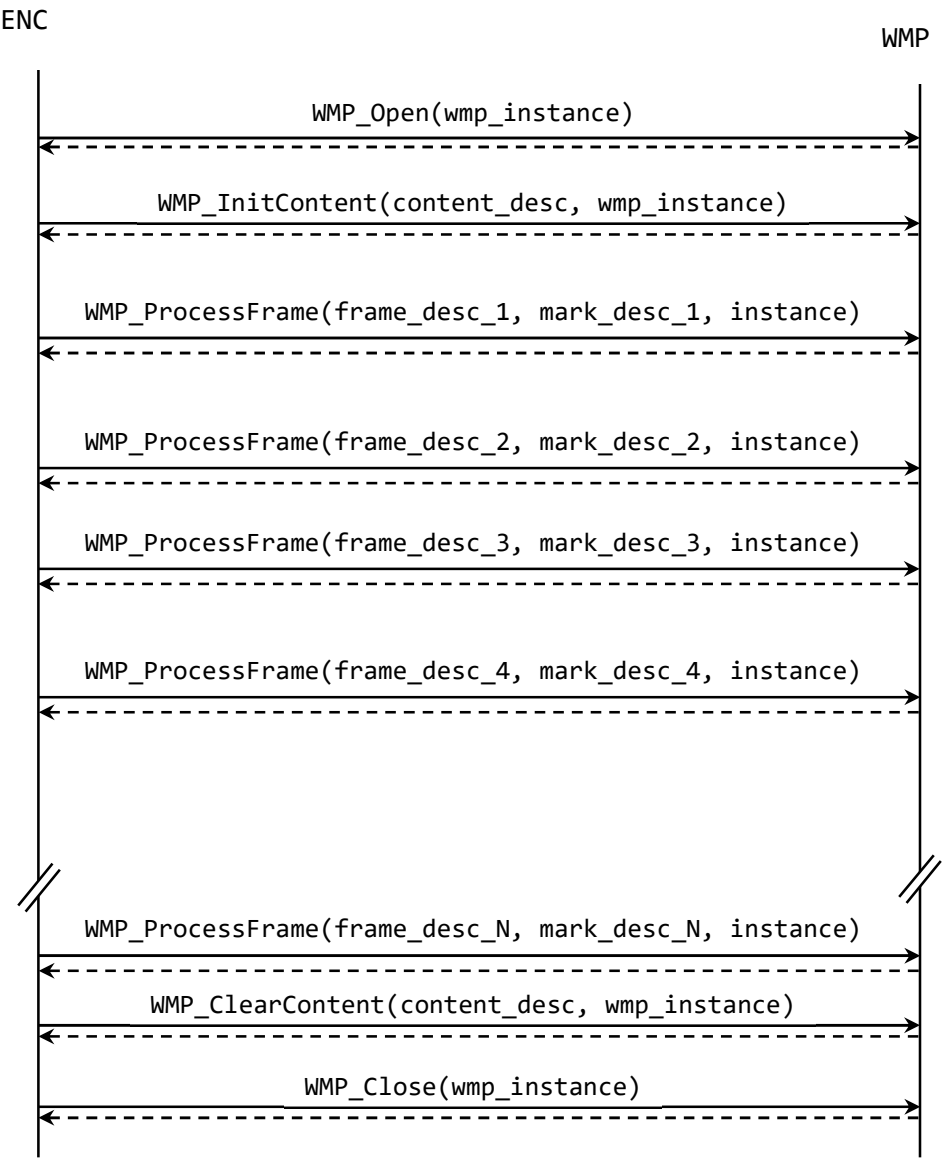 ENC
WMP
WMP_Open(wmp_instance)
WMP_InitContent(content_desc, wmp_instance)
WMP_ProcessFrame(frame_desc_1, mark_desc_1, instance)
WMP_ProcessFrame(frame_desc_2, mark_desc_2, instance)
WMP_ProcessFrame(frame_desc_3, mark_desc_3, instance)
WMP_ProcessFrame(frame_desc_4, mark_desc_4, instance)
WMP_ProcessFrame(frame_desc_N, mark_desc_N, instance)
WMP_ClearContent(content_desc, wmp_instance)
WMP_Close(wmp_instance)